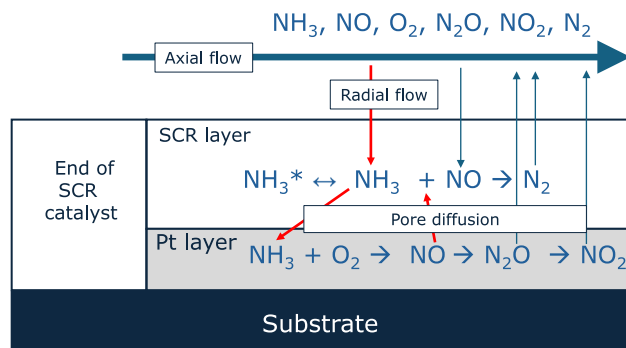 NH₃, NO, O₂, N₂O, NO₂, N₂
Axial flow
Radial flow
SCR layer
End of
SCR
catalyst
NH₃* ↔ NH₃ + NO → N₂
Pore diffusion
Pt layer
NH₃ + O₂ → NO → N₂O → NO₂
Substrate